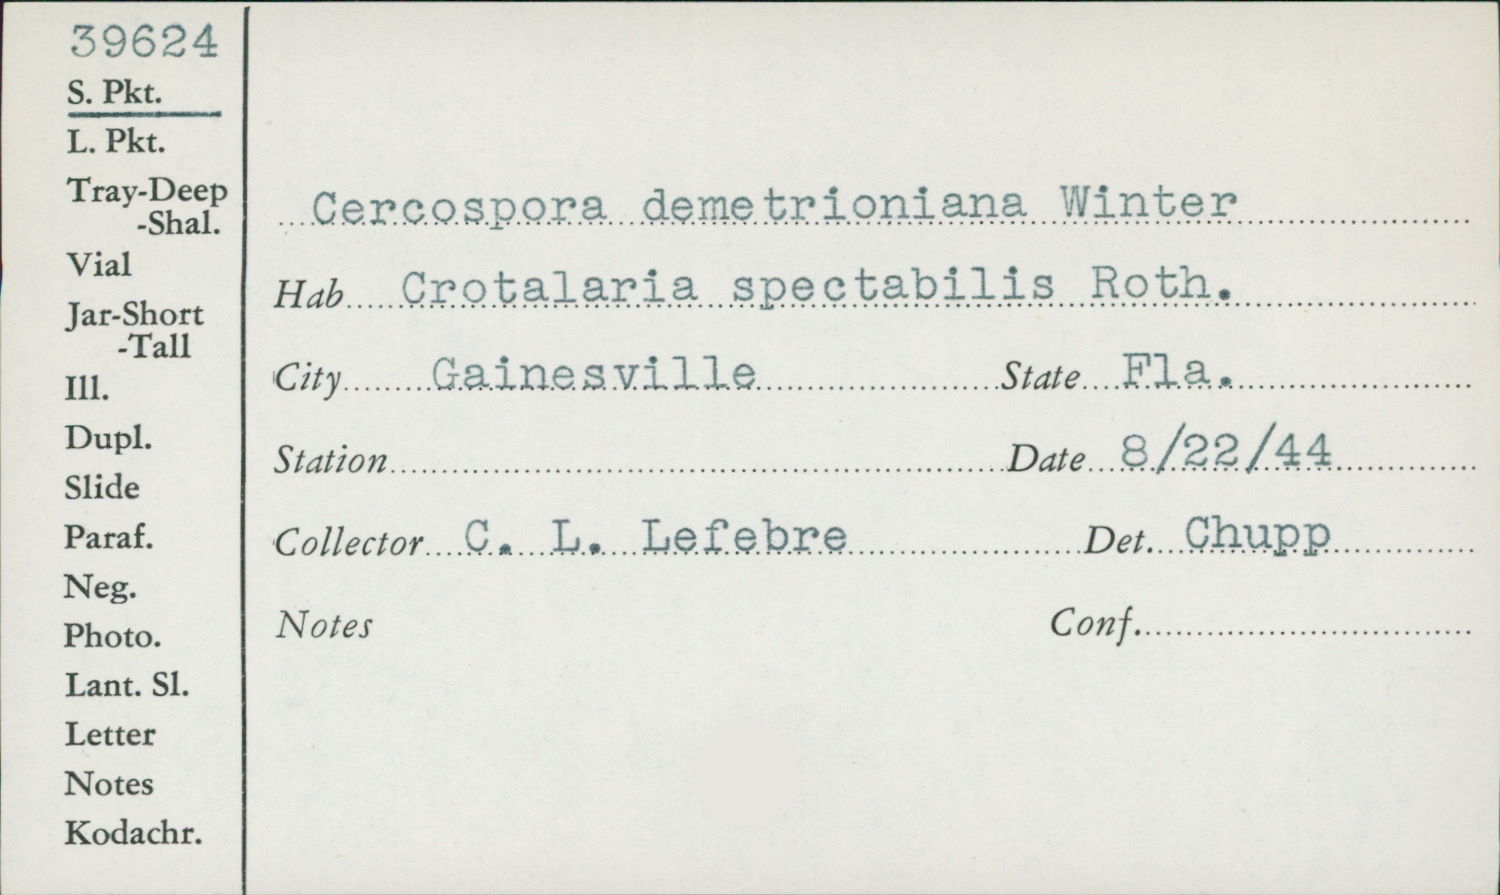 39624
S. Pkt.
L. Pkt.
Tray-Deep
-Shal.
Vial
Jar-Short
-Tall
Ill.
Dupl.
Slide
Paraf.
Neg.
Photo.
Lant. Sl.
Letter
Notes
Kodachr.
Cercospora demetrioniana Winter
Hab Crotalaria spectabilis Roth.
City Gainesville State Fla.
Station Date 8/22/44
Collector C. L. Lefebre Det. Chupp
Notes Conf.